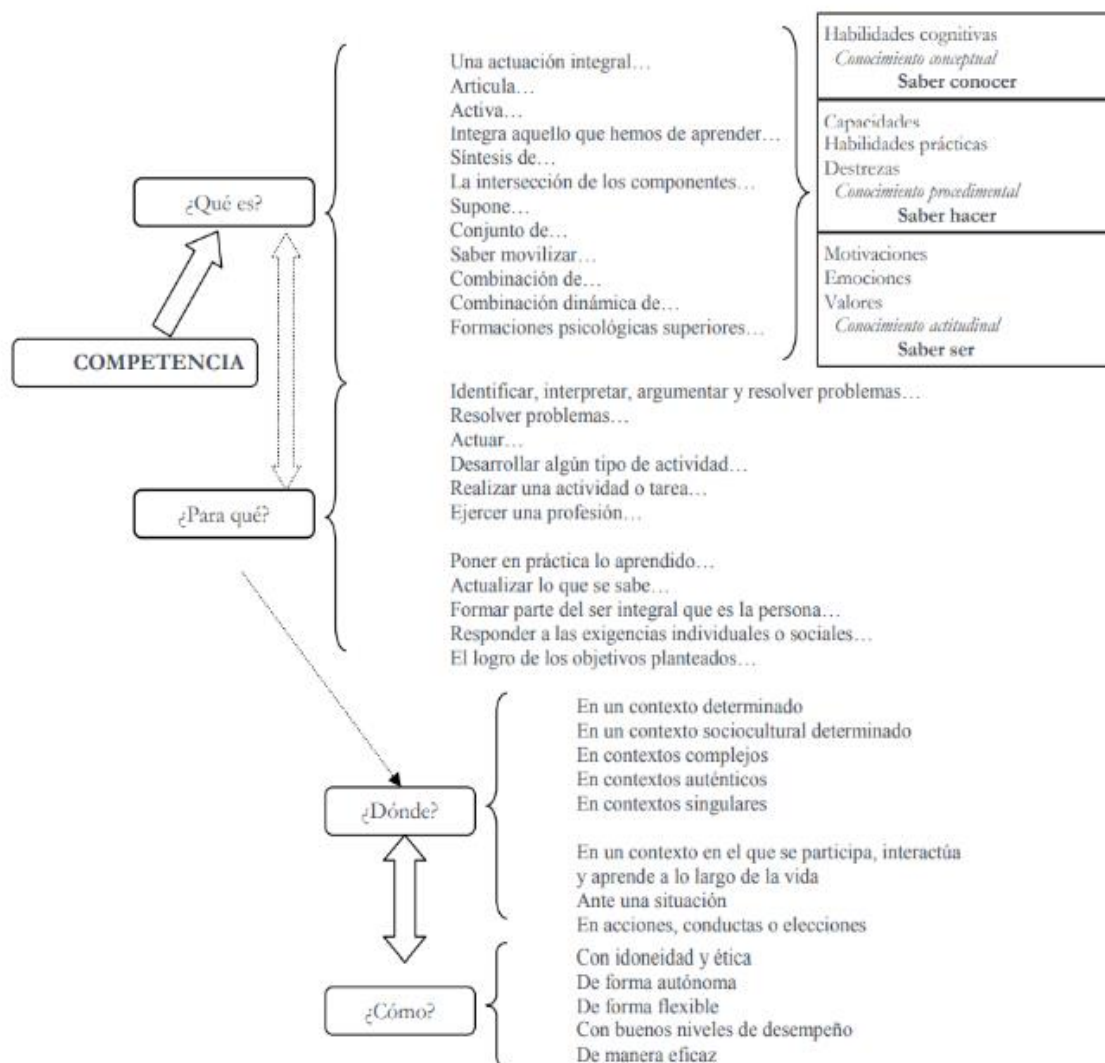 Una actuación integral…
Articula…
Activa…
Integra aquello que hemos de aprender…
Síntesis de…
La intersección de los componentes…
Supone…
Conjunto de…
Saber movilizar…
Combinación de…
Combinación dinámica de…
Formaciones psicológicas superiores…
Habilidades cognitivas
Conocimiento conceptual
Saber conocer
Capacidades
Habilidades prácticas
Destrezas
Conocimiento procedimental
Saber hacer
Motivaciones
Emociones
Valores
Conocimiento actitudinal
Saber ser
¿Qué es?
COMPETENCIA
¿Para qué?
Identificar, interpretar, argumentar y resolver problemas…
Resolver problemas…
Actuar…
Desarrollar algún tipo de actividad…
Realizar una actividad o tarea…
Ejercer una profesión…
Poner en práctica lo aprendido…
Actualizar lo que se sabe…
Formar parte del ser integral que es la persona…
Responder a las exigencias individuales o sociales…
El logro de los objetivos planteados…
¿Dónde?
En un contexto determinado
En un contexto sociocultural determinado
En contextos complejos
En contextos auténticos
En contextos singulares
En un contexto en el que se participa, interactúa
y aprende a lo largo de la vida
Ante una situación
En acciones, conductas o elecciones
¿Cómo?
Con idoneidad y ética
De forma autónoma
De forma flexible
Con buenos niveles de desempeño
De manera eficaz